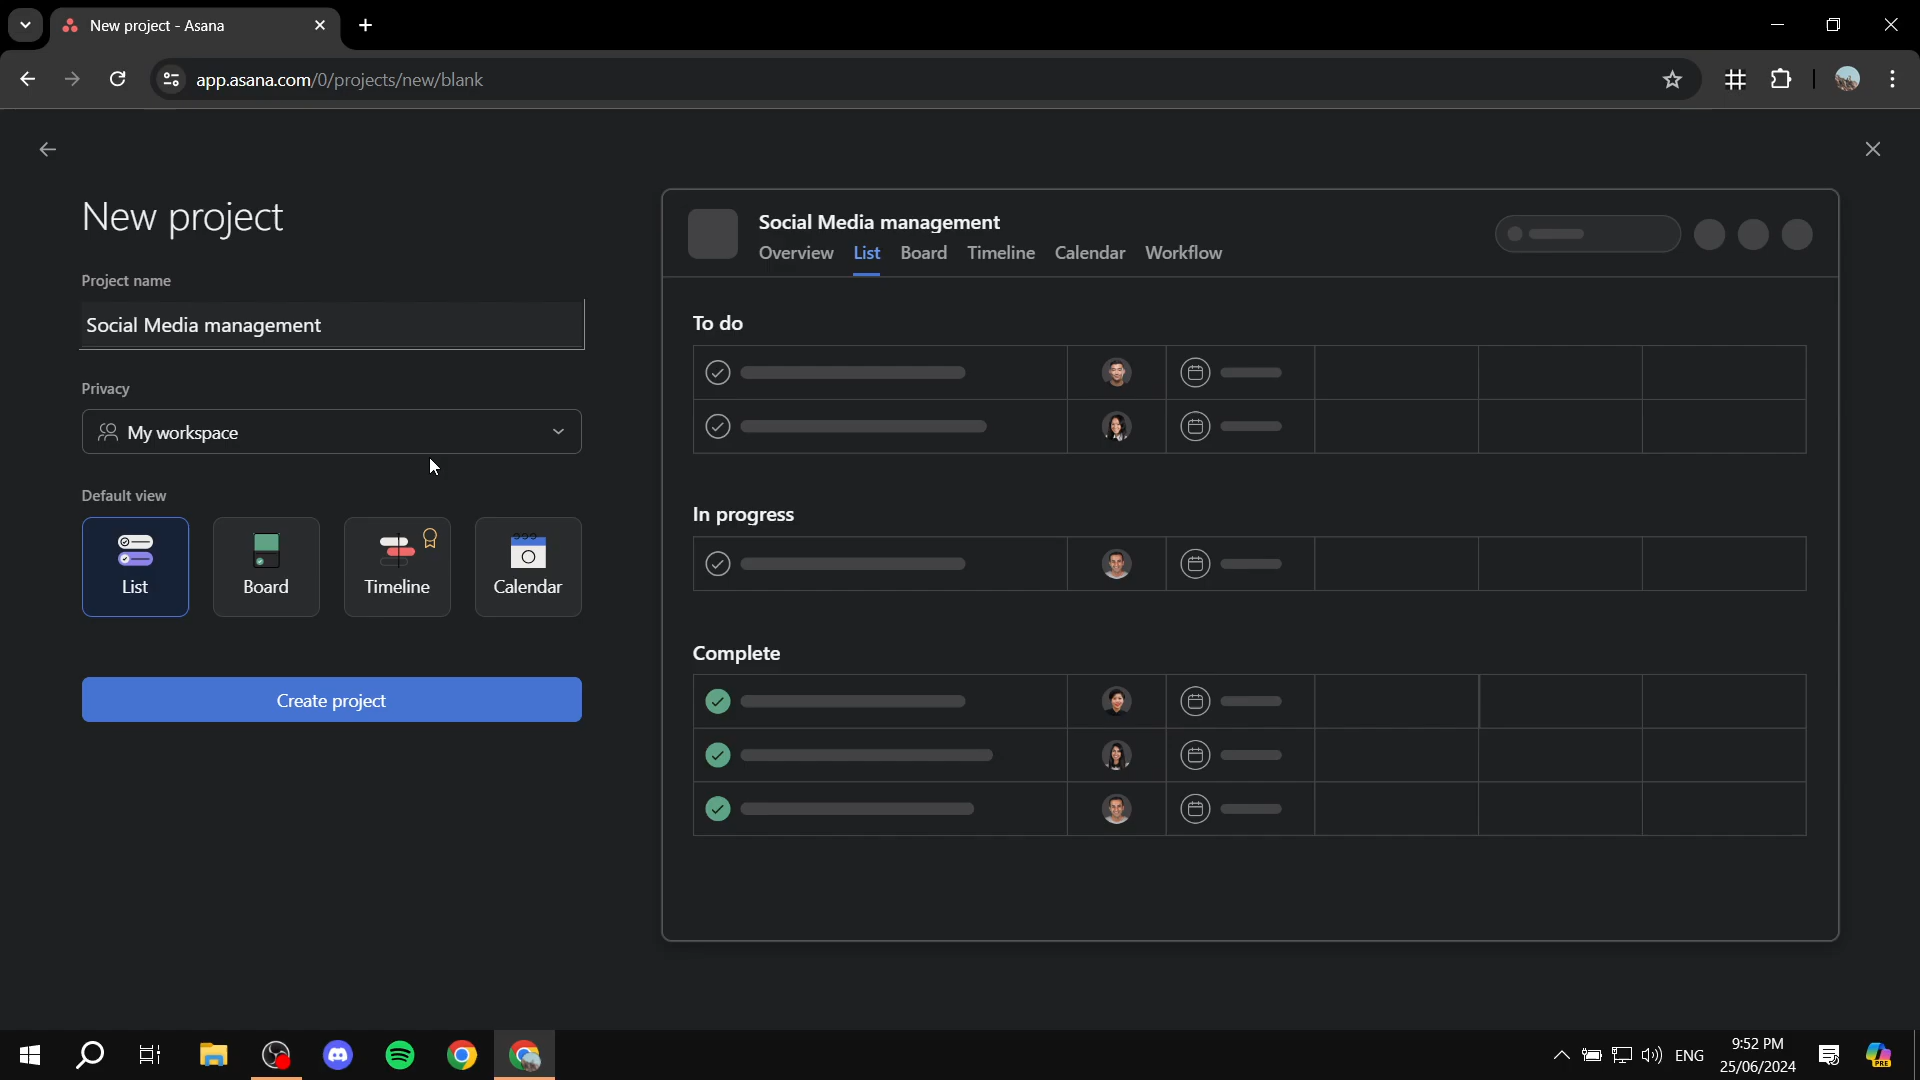 New project - Asana
app.asana.com/0/projects/new/blank
New project
Project name
Social Media management
Privacy
My workspace
Default view
List
Board
Timeline
Calendar
Create project
Social Media management
Overview List Board Timeline Calendar Workflow
To do
In progress
Complete
ENG
9:52 PM
25/06/2024
PRE